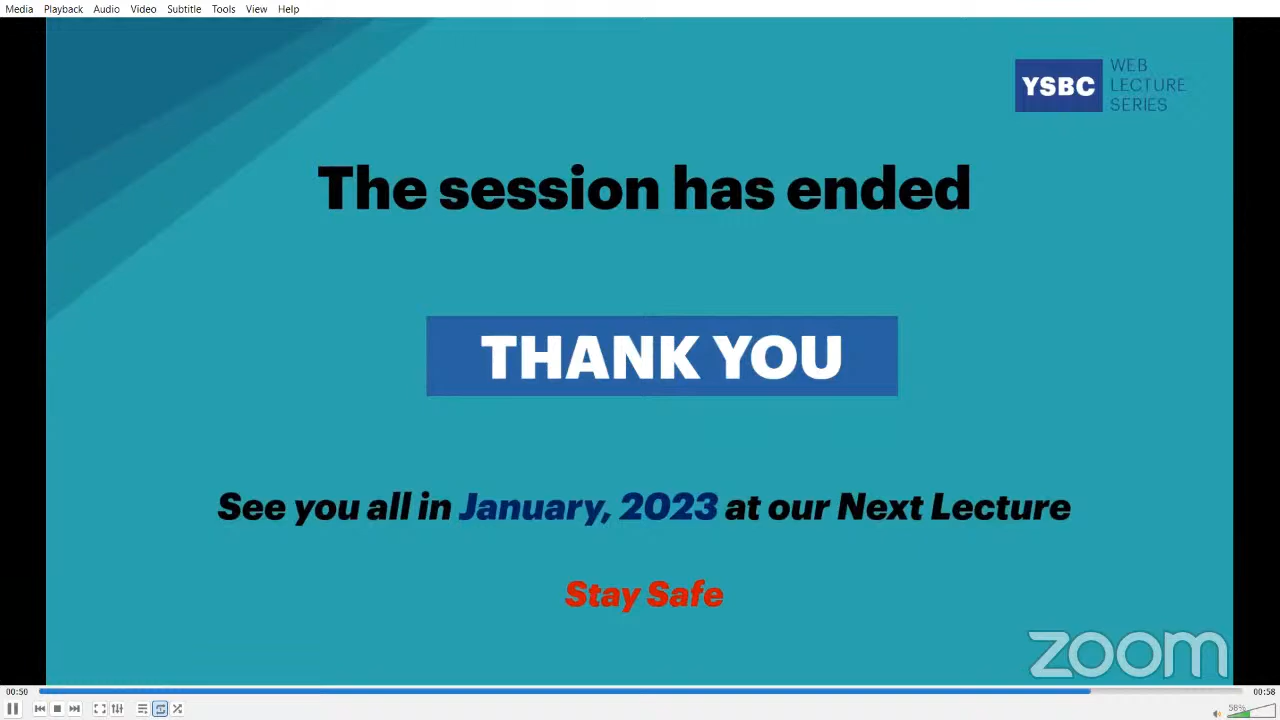 Media Playback Audio Video Subtitle Tools View Help
YSBC
WEB
LECTURE
SERIES
The session has ended
THANK YOU
See you all in January, 2023 at our Next Lecture
Stay Safe
zoom
00:50
00:58
58%